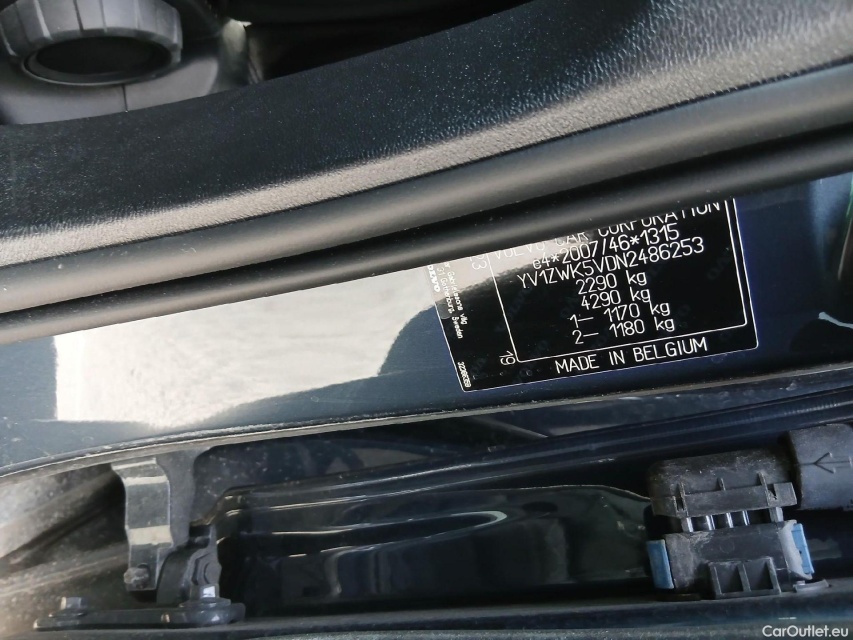 VOLVO CAR CORPORATION
e4*2007/46*1315
YV1ZWK5VDN2486253
2290 kg
4290 kg
1— 1170 kg
2— 1180 kg
MADE IN BELGIUM
19
CarOutlet.eu